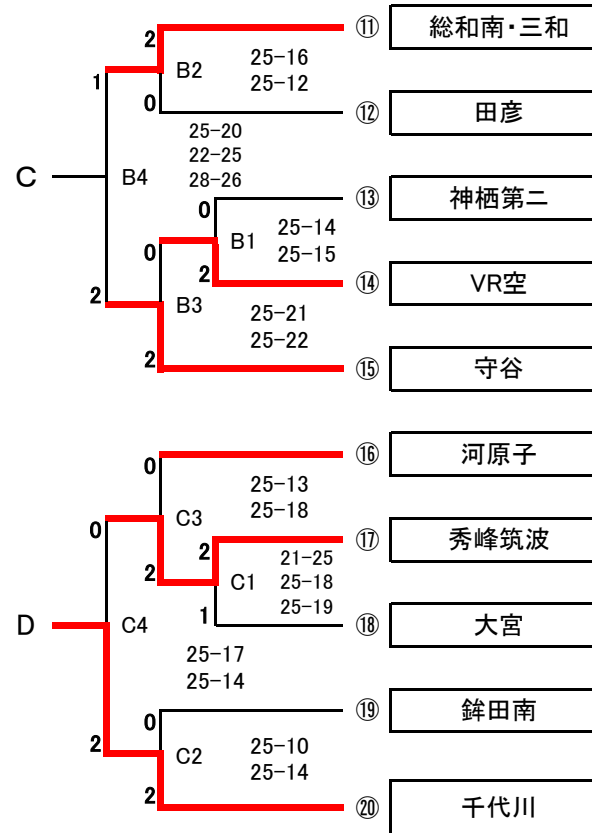 2 ⑪ 総和南・三和
1 B2 25-16
25-12
0 ⑫ 田彦
25-20
22-25
28-26
C B4
0 ⑬ 神栖第二
B1 25-14
25-15
0
2 ⑭ VR空
2 B3 25-21
25-22
2 ⑮ 守谷
0 ⑯ 河原子
25-13
25-18
0 C3
2 2 ⑰ 秀峰筑波
C1 21-25
25-18
25-19
1 ⑱ 大宮
D C4
25-17
25-14
0 ⑲ 鉾田南
2 C2 25-10
25-14
2 ⑳ 千代川